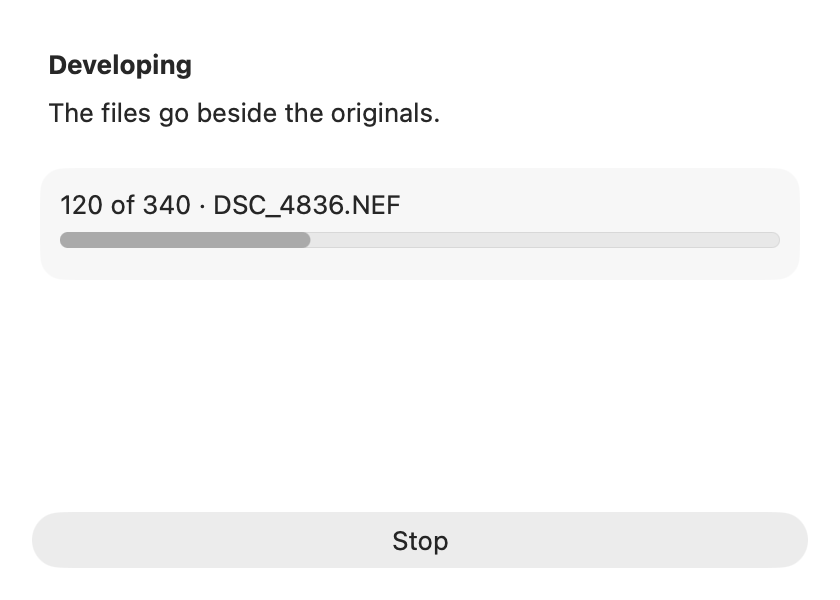 Developing
The files go beside the originals.
120 of 340 · DSC_4836.NEF
Stop